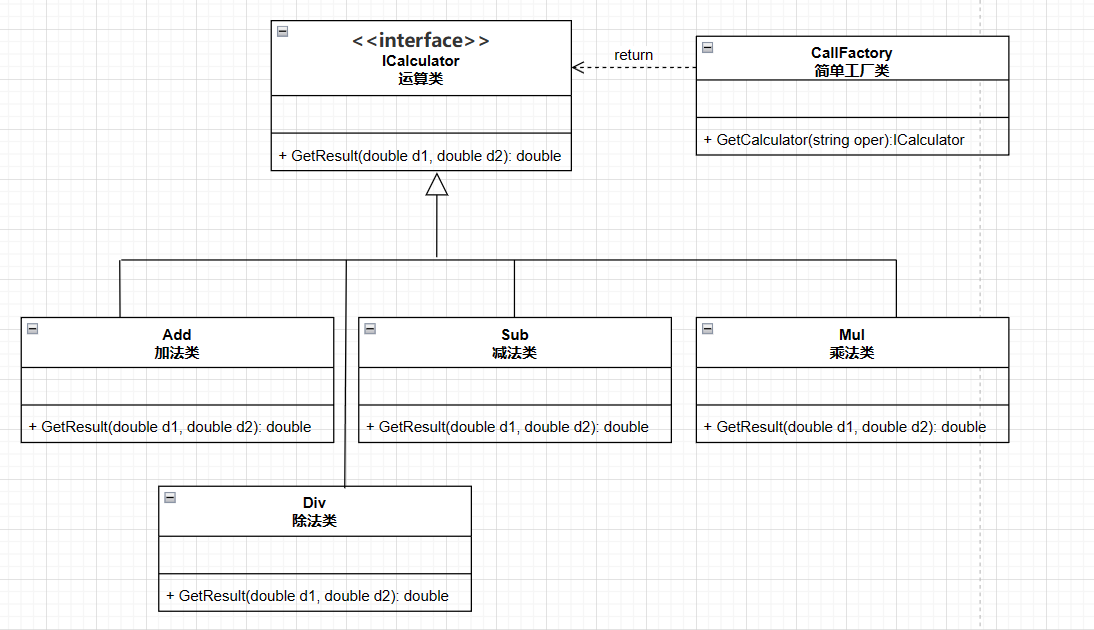 <<interface>>
ICalculator
运算类
+ GetResult(double d1, double d2): double
return
CallFactory
简单工厂类
+ GetCalculator(string oper):ICalculator
Add
加法类
+ GetResult(double d1, double d2): double
Sub
减法类
+ GetResult(double d1, double d2): double
Mul
乘法类
+ GetResult(double d1, double d2): double
Div
除法类
+ GetResult(double d1, double d2): double